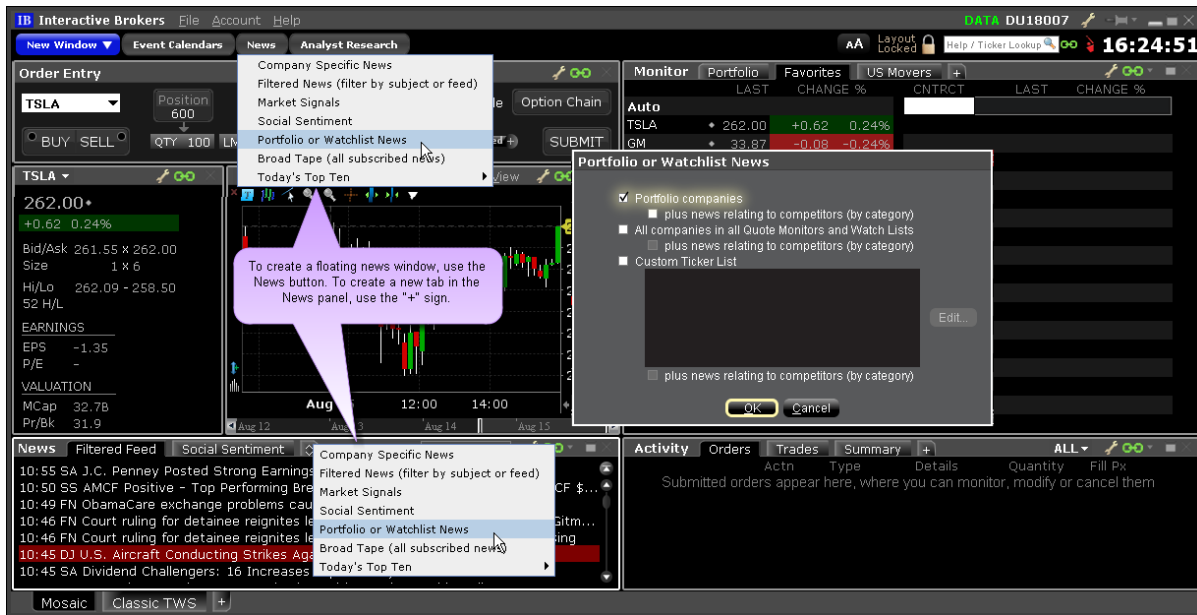 IB Interactive Brokers File Account Help DATA DU18007
New Window ▼ Event Calendars News Analyst Research AA Layout Locked Help / Ticker Lookup 16:24:51
Company Specific News
Filtered News (filter by subject or feed)
Market Signals
Social Sentiment
Portfolio or Watchlist News
Broad Tape (all subscribed news)
Today's Top Ten
Order Entry
TSLA Position 600 Option Chain
BUY SELL QTY 100 SUBMIT
Monitor Portfolio Favorites US Movers +
LAST CHANGE % CNTRCT LAST CHANGE %
Auto
TSLA 262.00 +0.62 0.24%
GM 33.87 -0.08 -0.24%
TSLA View
262.00
+0.62 0.24%
Bid/Ask 261.55 x 262.00
Size 1 x 6
Hi/Lo 262.09 - 258.50
52 H/L
EARNINGS
EPS -1.35
P/E -
VALUATION
MCap 32.7B
Pr/Bk 31.9
To create a floating news window, use the
News button. To create a new tab in the
News panel, use the "+" sign.
Aug 12:00 14:00
Aug 12 Aug 14 Aug 15
Portfolio or Watchlist News
Portfolio companies
plus news relating to competitors (by category)
All companies in all Quote Monitors and Watch Lists
plus news relating to competitors (by category)
Custom Ticker List
Edit...
plus news relating to competitors (by category)
OK Cancel
News Filtered Feed Social Sentiment
10:55 SA J.C. Penney Posted Strong Earnings
10:50 SS AMCF Positive - Top Performing CF $...
10:49 FN ObamaCare exchange problems
10:46 FN Court ruling for detainee reignites
10:46 FN Court ruling for detainee reignites
10:45 DJ U.S. Aircraft Conducting Strikes
10:45 SA Dividend Challengers: 16 Increases
Company Specific News
Filtered News (filter by subject or feed)
Market Signals
Social Sentiment
Portfolio or Watchlist News
Broad Tape (all subscribed news)
Today's Top Ten
Activity Orders Trades Summary + ALL
Actn Type Details Quantity Fill Px
Submitted orders appear here, where you can monitor, modify or cancel them
Mosaic Classic TWS +